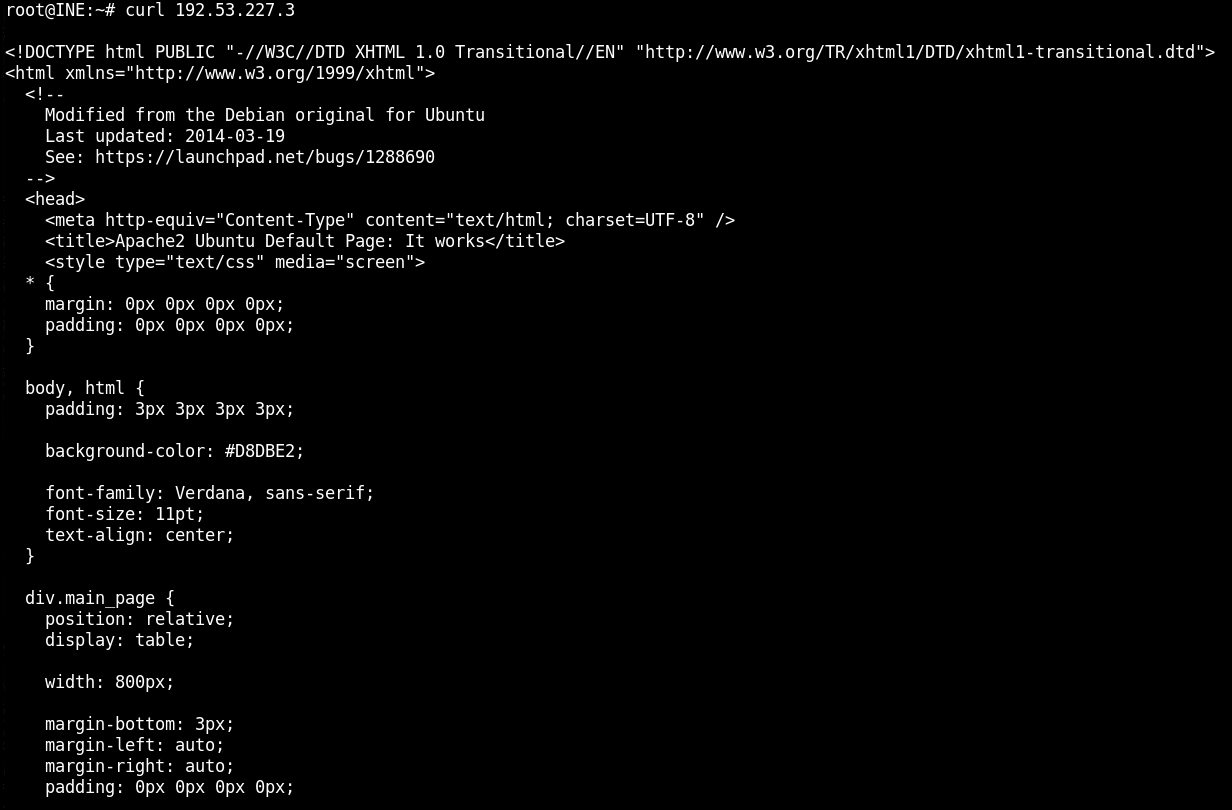 root@INE:~# curl 192.53.227.3
<!DOCTYPE html PUBLIC "-//W3C//DTD XHTML 1.0 Transitional//EN" "http://www.w3.org/TR/xhtml1/DTD/xhtml1-transitional.dtd">
<html xmlns="http://www.w3.org/1999/xhtml">
  <!--
    Modified from the Debian original for Ubuntu
    Last updated: 2014-03-19
    See: https://launchpad.net/bugs/1288690
  -->
  <head>
    <meta http-equiv="Content-Type" content="text/html; charset=UTF-8" />
    <title>Apache2 Ubuntu Default Page: It works</title>
    <style type="text/css" media="screen">
  * {
    margin: 0px 0px 0px 0px;
    padding: 0px 0px 0px 0px;
  }
  body, html {
    padding: 3px 3px 3px 3px;
    background-color: #D8DBE2;
    font-family: Verdana, sans-serif;
    font-size: 11pt;
    text-align: center;
  }
  div.main_page {
    position: relative;
    display: table;
    width: 800px;
    margin-bottom: 3px;
    margin-left: auto;
    margin-right: auto;
    padding: 0px 0px 0px 0px;